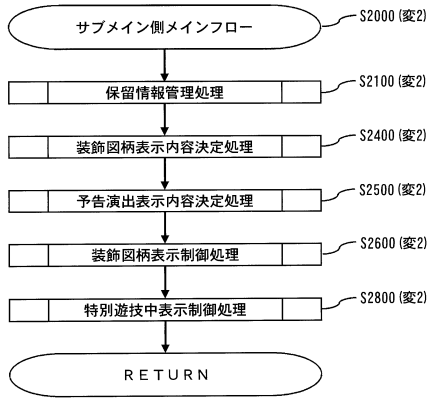 サブメイン側メインフロー
S2000(変2)
保留情報管理処理
S2100(変2)
装飾図柄表示内容決定処理
S2400(変2)
予告演出表示内容決定処理
S2500(変2)
装飾図柄表示制御処理
S2600(変2)
特別遊技中表示制御処理
S2800(変2)
RETURN